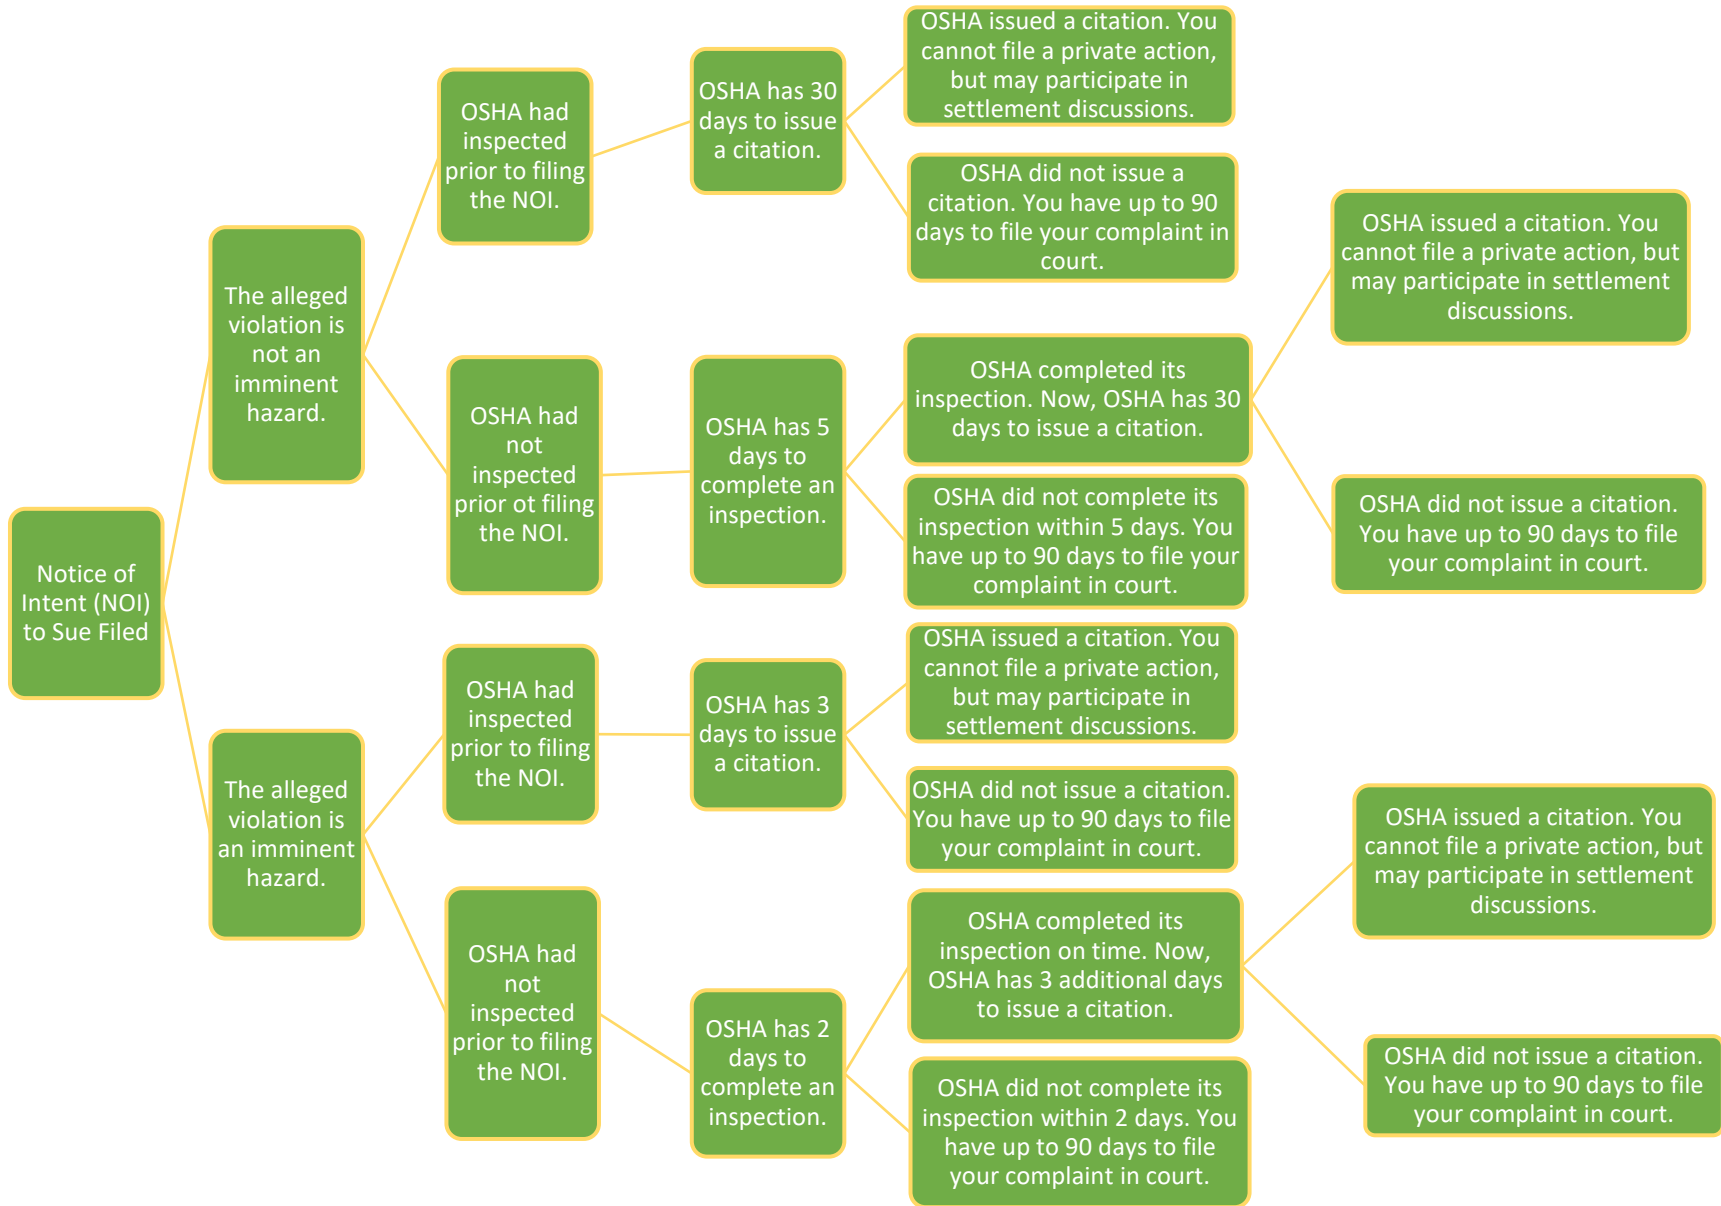 Notice of
Intent (NOI)
to Sue Filed
The alleged
violation is
not an
imminent
hazard.
OSHA had
inspected
prior to filing
the NOI.
OSHA has 30
days to issue
a citation.
OSHA issued a citation. You
cannot file a private action,
but may participate in
settlement discussions.
OSHA did not issue a
citation. You have up to 90
days to file your complaint in
court.
OSHA had
not
inspected
prior ot filing
the NOI.
OSHA has 5
days to
complete an
inspection.
OSHA completed its
inspection. Now, OSHA has 30
days to issue a citation.
OSHA issued a citation. You
cannot file a private action, but
may participate in settlement
discussions.
OSHA did not issue a citation.
You have up to 90 days to file
your complaint in court.
OSHA did not complete its
inspection within 5 days. You
have up to 90 days to file your
complaint in court.
The alleged
violation is
an imminent
hazard.
OSHA had
inspected
prior to filing
the NOI.
OSHA has 3
days to issue
a citation.
OSHA issued a citation. You
cannot file a private action,
but may participate in
settlement discussions.
OSHA did not issue a citation.
You have up to 90 days to file
your complaint in court.
OSHA had
not
inspected
prior to filing
the NOI.
OSHA has 2
days to
complete an
inspection.
OSHA completed its
inspection on time. Now,
OSHA has 3 additional days
to issue a citation.
OSHA issued a citation. You
cannot file a private action, but
may participate in settlement
discussions.
OSHA did not issue a citation.
You have up to 90 days to file
your complaint in court.
OSHA did not complete its
inspection within 2 days. You
have up to 90 days to file
your complaint in court.